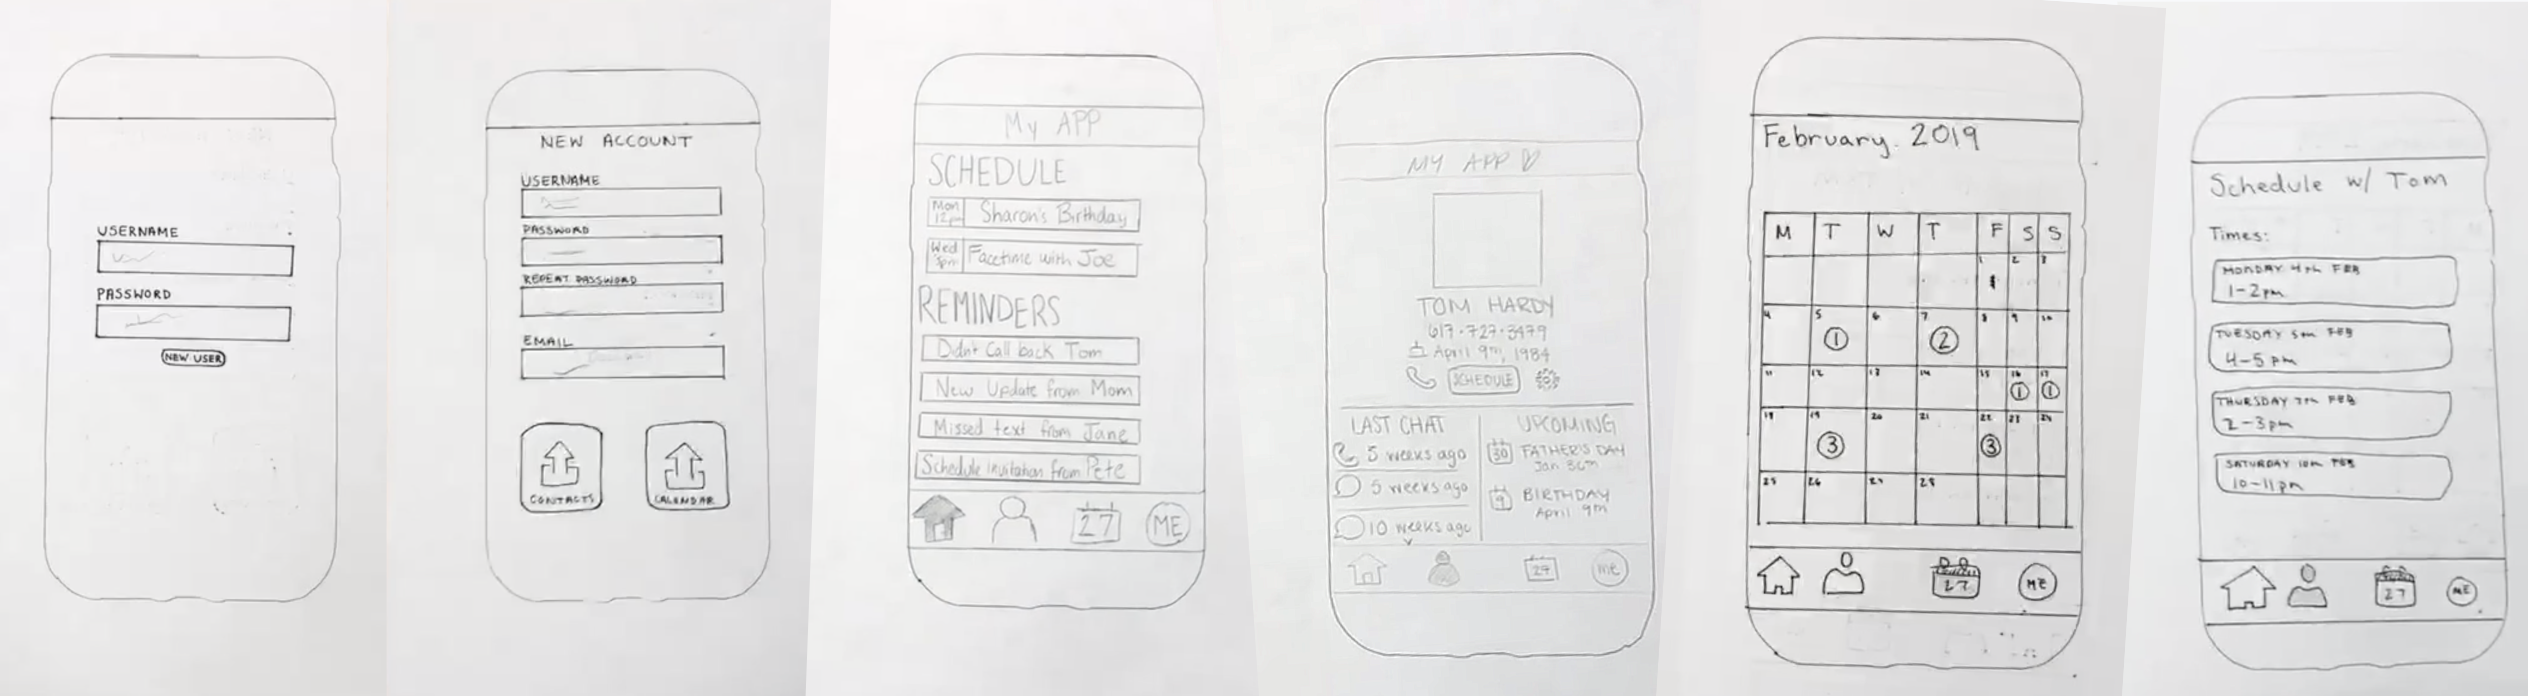 USERNAME
PASSWORD
NEW USER
NEW ACCOUNT
USERNAME
PASSWORD
REPEAT PASSWORD
EMAIL
CONTACTS
CALENDAR
My APP
SCHEDULE
Mon
12pm
Sharon's Birthday
Wed
3pm
Facetime with Joe
REMINDERS
Didn't Call back Tom
New Update from Mom
Missed text from Jane
Schedule invitation from Pete
27
ME
MY APP
TOM HARDY
617-727-3479
April 9th, 1984
SCHEDULE
LAST CHAT
5 weeks ago
5 weeks ago
10 weeks ago
UPCOMING
30
FATHER'S DAY
Jan 30th
9
BIRTHDAY
April 9th
27
ME
February. 2019
M T W T F S S
1 2 3
4 5 6 7 8 9 10
1 2
11 12 13 14 15 16 17
1 1
19 20 21 22 23 24
3 3
25 26 27 28
27
ME
Schedule w/ Tom
Times:
MONDAY 4th FEB
1-2pm
TUESDAY 5th FEB
4-5pm
THURSDAY 7th FEB
2-3pm
SATURDAY 10th FEB
10-11pm
27
ME